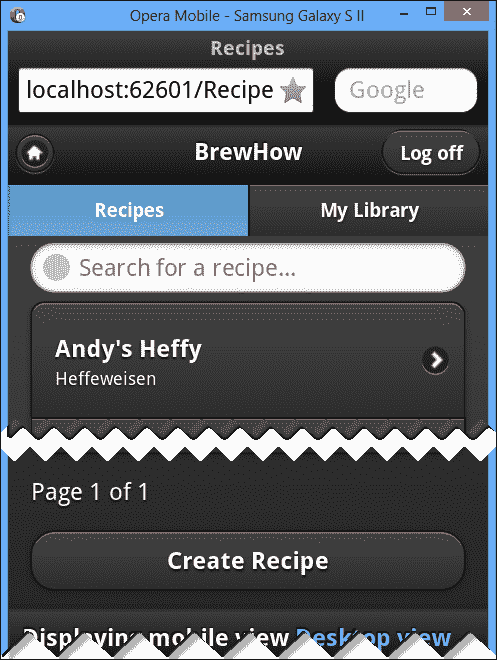 Opera Mobile - Samsung Galaxy S II
Recipes
localhost:62601/Recipe Google
BrewHow Log off
Recipes My Library
Search for a recipe...
Andy's Heffy
Heffeweisen
Page 1 of 1
Create Recipe
Displaying mobile view Desktop view